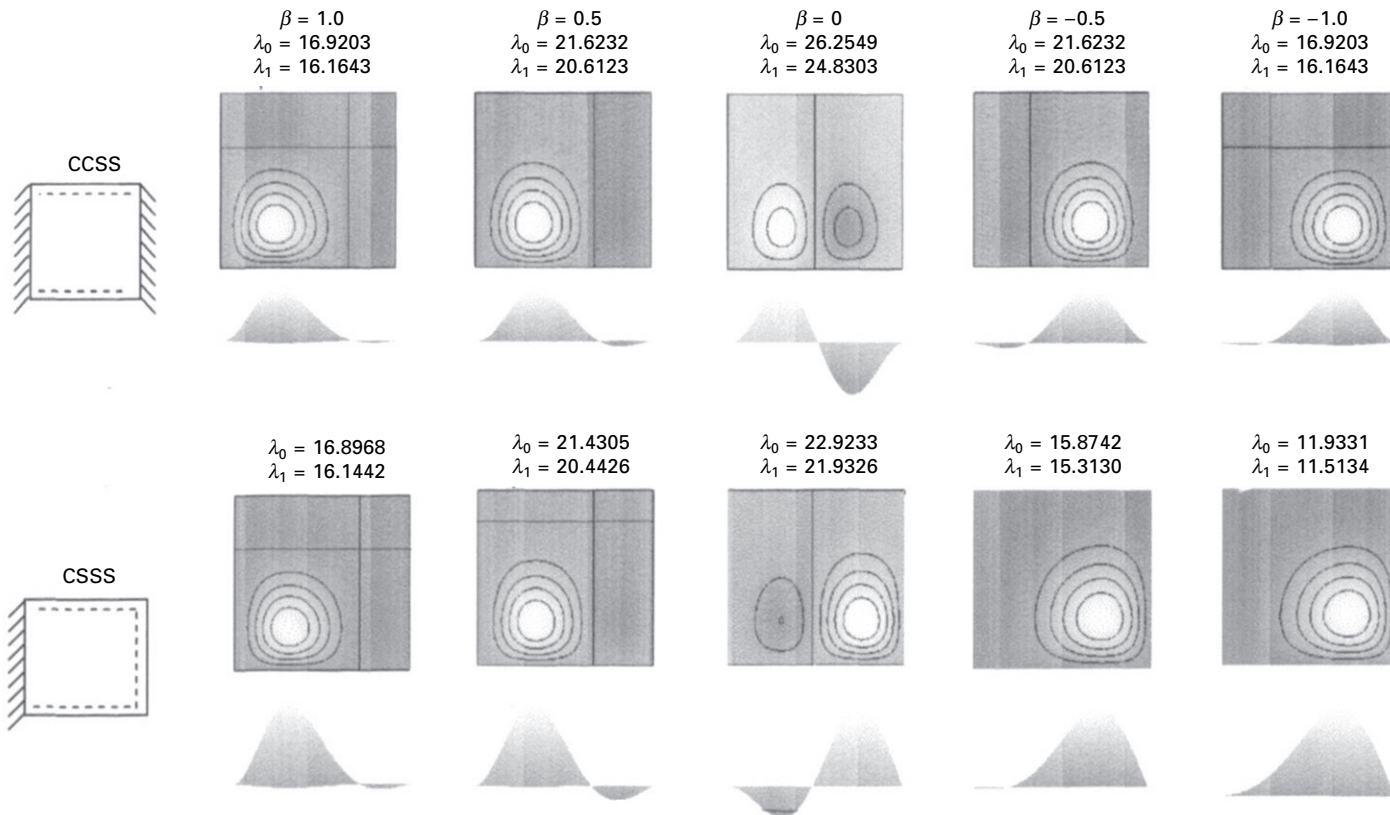 β = 1.0
λ0 = 16.9203
λ1 = 16.1643
β = 0.5
λ0 = 21.6232
λ1 = 20.6123
β = 0
λ0 = 26.2549
λ1 = 24.8303
β = −0.5
λ0 = 21.6232
λ1 = 20.6123
β = −1.0
λ0 = 16.9203
λ1 = 16.1643
CCSS
λ0 = 16.8968
λ1 = 16.1442
λ0 = 21.4305
λ1 = 20.4426
λ0 = 22.9233
λ1 = 21.9326
λ0 = 15.8742
λ1 = 15.3130
λ0 = 11.9331
λ1 = 11.5134
CSSS